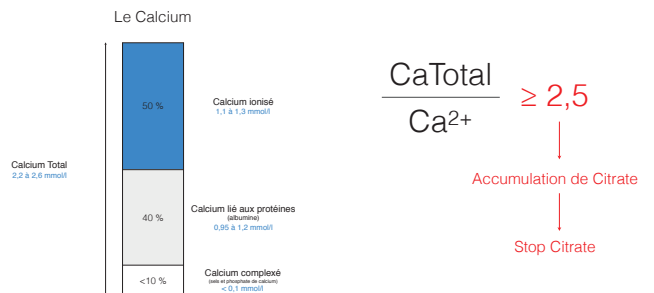 Le Calcium
50 %
Calcium ionisé
1,1 à 1,3 mmol/l
Calcium Total
2,2 à 2,6 mmol/l
40 %
Calcium lié aux protéines
(albumine)
0,95 à 1,2 mmol/l
<10 %
Calcium complexé
(sels et phosphate de calcium)
< 0,1 mmol/l
CaTotal
Ca2+
≥ 2,5
Accumulation de Citrate
Stop Citrate